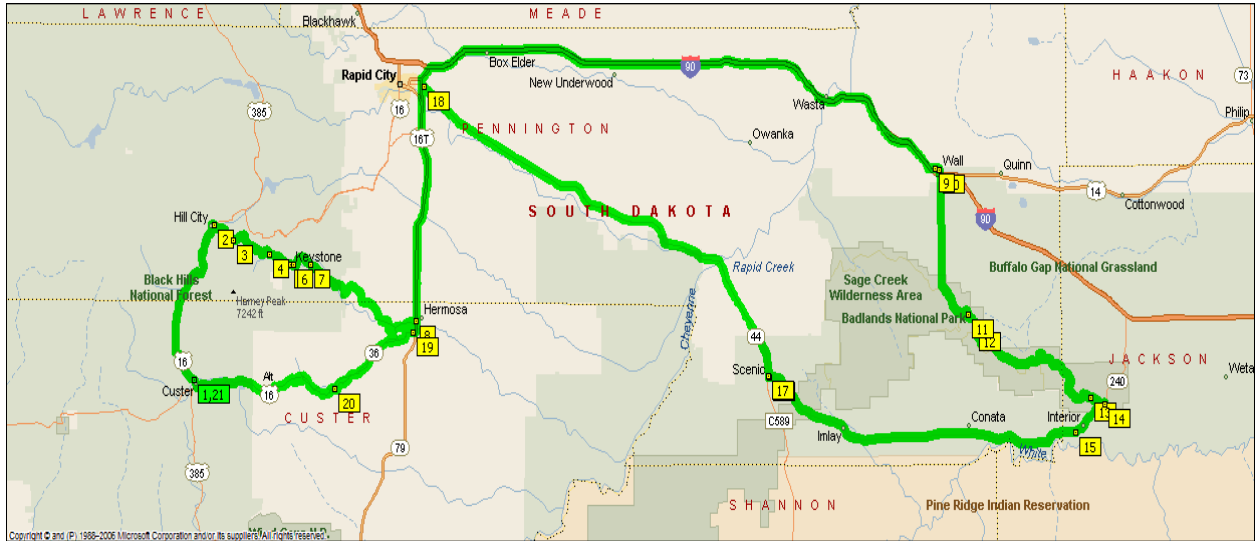 LAWRENCE
MEADE
Blackhawk
Box Elder
Rapid City
90
New Underwood
HAAKON
73
385
16
18
Wasta
Philip
PENNINGTON
16T
Owanka
Wall
Quinn
9
14
Cottonwood
Hill City
SOUTH DAKOTA
90
2
3
Keystone
4
6
7
Rapid Creek
Buffalo Gap National Grassland
Black Hills
National Forest
Sage Creek
Wilderness Area
Harney Peak
7242 ft
Hermosa
Cheyenne
Badlands National Park
8
19
11
12
44
36
16
JACKSON
Scenic
Weta
Custer
1,21
Alt
16
240
17
20
CUSTER
Interior
14
C589
Imlay
Conata
15
79
White
385
SHANNON
Pine Ridge Indian Reservation
Copyright © and (P) 1988-2006 Microsoft Corporation and/or its suppliers. All rights reserved.